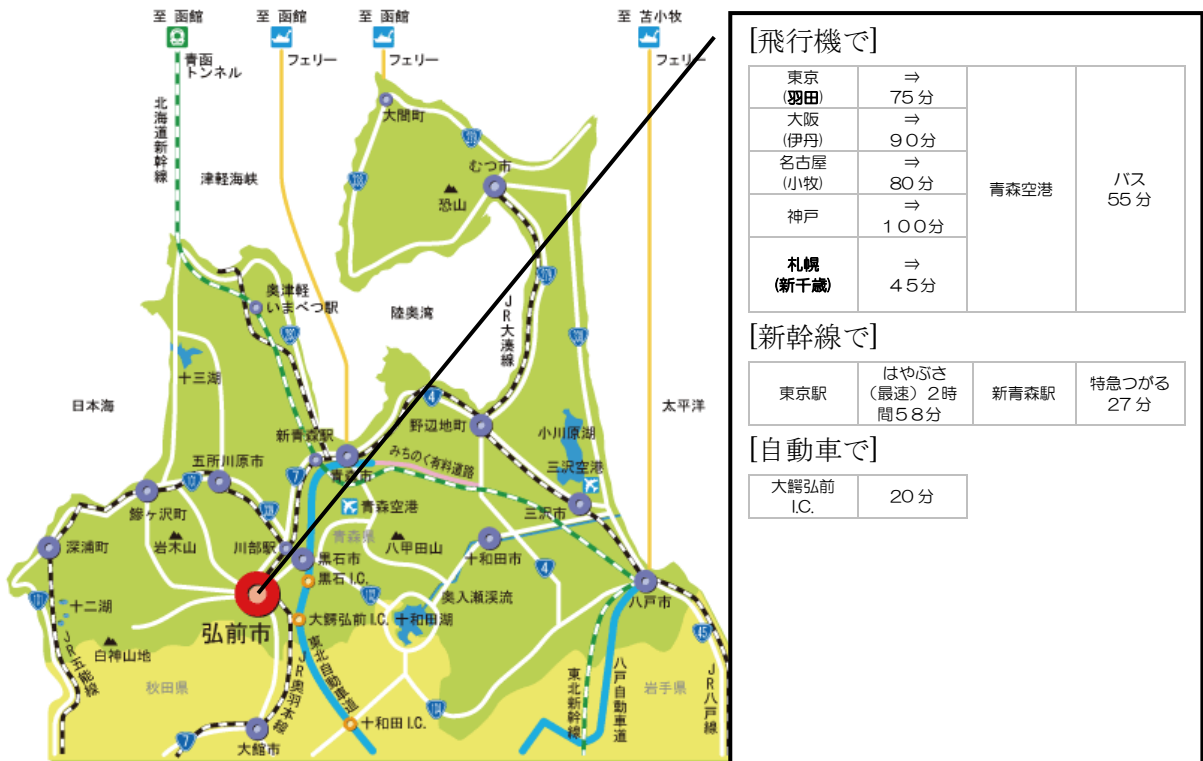 至 函館
至 函館
至 函館
至 苫小牧
青函
トンネル
フェリー
フェリー
フェリー
北海道新幹線
津軽海峡
大間町
279
338
むつ市
恐山
奥津軽
いまべつ駅
280
陸奥湾
JR大湊線
279
338
十三湖
日本海
太平洋
4
野辺地町
小川原湖
新青森駅
青森市
みちのく有料道路
三沢空港
五所川原市
7
101
鰺ヶ沢町
青森空港
三沢市
青森県
深浦町
岩木山
川部駅
黒石市
八甲田山
十和田市
黒石 I.C.
4
奥入瀬渓流
八戸市
101
十二湖
弘前市
大鰐弘前 I.C.
十和田湖
45
白神山地
JR五能線
秋田県
JR奥羽本線
東北自動車道
岩手県
東北新幹線
八戸自動車道
JR八戸線
104
十和田 I.C.
7
大館市
[飛行機で]
東京
(羽田)
⇒
75分
大阪
(伊丹)
⇒
90分
名古屋
(小牧)
⇒
80分
神戸
⇒
100分
札幌
(新千歳)
⇒
45分
青森空港
バス
55分
[新幹線で]
東京駅
はやぶさ
(最速) 2時
間58分
新青森駅
特急つがる
27分
[自動車で]
大鰐弘前
I.C.
20分